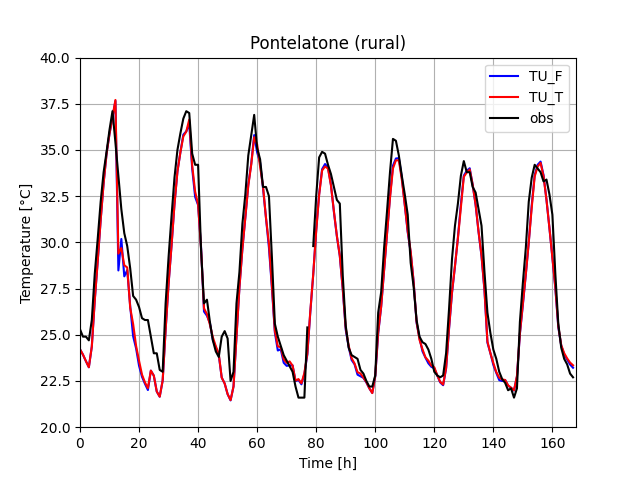 Pontelatone (rural)
TU_F
TU_T
obs
Temperature [°C]
40.0
37.5
35.0
32.5
30.0
27.5
25.0
22.5
20.0
0 20 40 60 80 100 120 140 160
Time [h]